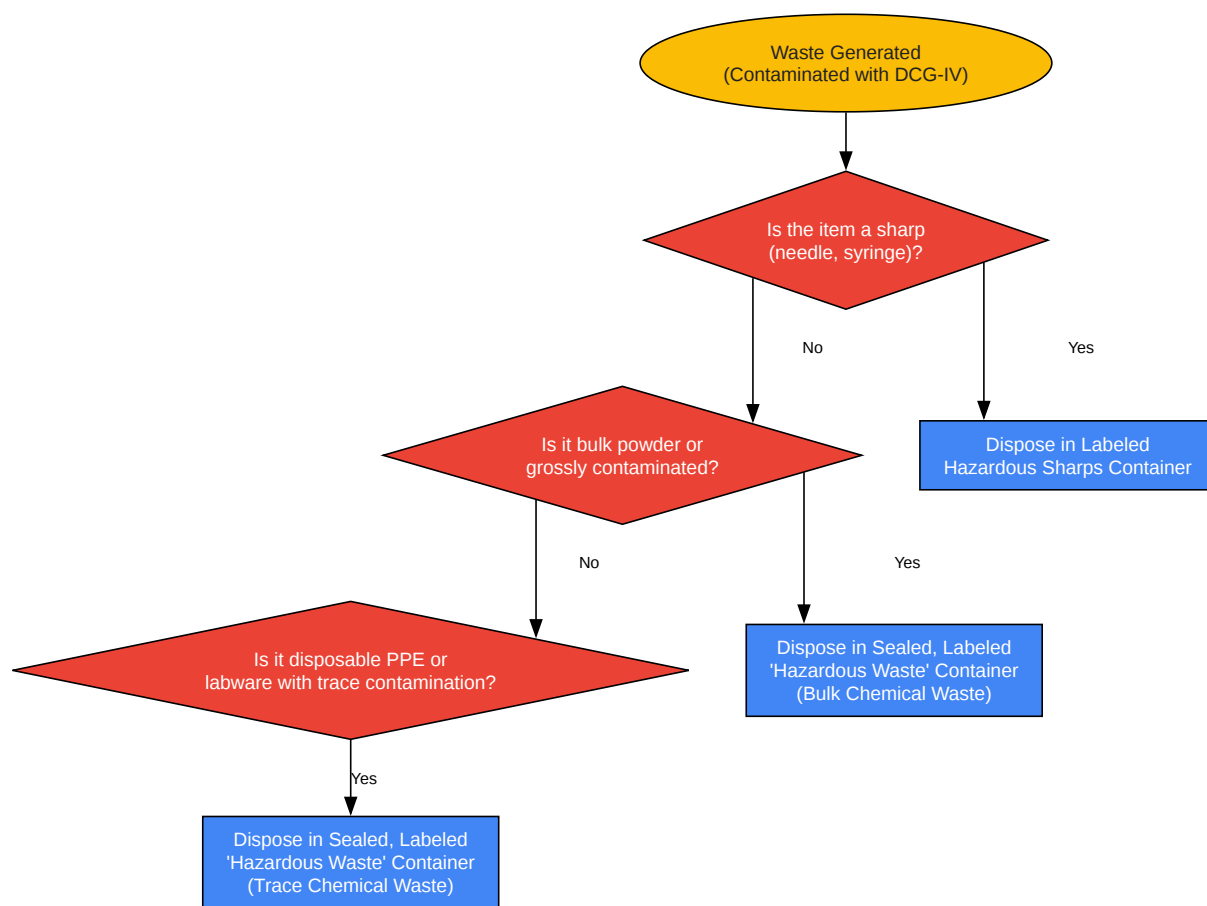 Waste Generated
(Contaminated with DCG-IV)
Is the item a sharp
(needle, syringe)?
No
Yes
Is it bulk powder or
grossly contaminated?
Dispose in Labeled
Hazardous Sharps Container
No
Yes
Is it disposable PPE or
labware with trace contamination?
Dispose in Sealed, Labeled
'Hazardous Waste' Container
(Bulk Chemical Waste)
Yes
Dispose in Sealed, Labeled
'Hazardous Waste' Container
(Trace Chemical Waste)